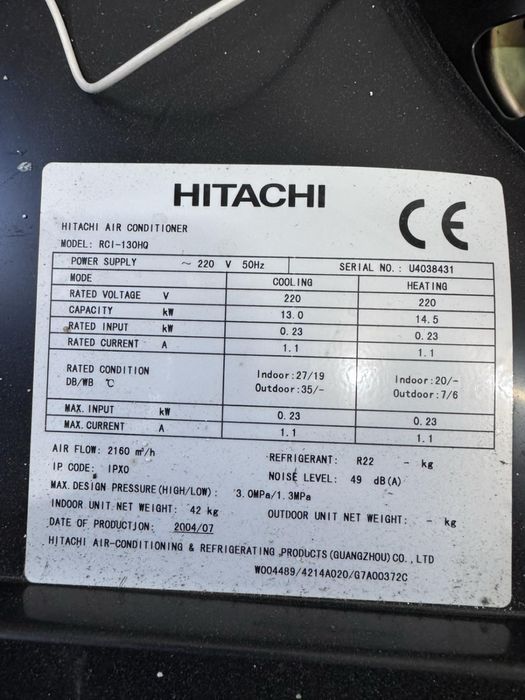 HITACHI
CE
HITACHI AIR CONDITIONER
MODEL: RCI-130HQ
POWER SUPPLY ~ 220 V 50Hz SERIAL NO.: U4038431
MODE COOLING HEATING
RATED VOLTAGE V 220 220
CAPACITY kW 13.0 14.5
RATED INPUT kW 0.23 0.23
RATED CURRENT A 1.1 1.1
RATED CONDITION DB/WB ℃ Indoor:27/19 Outdoor:35/- Indoor:20/- Outdoor:7/6
MAX. INPUT kW 0.23 0.23
MAX. CURRENT A 1.1 1.1
AIR FLOW: 2160 m³/h REFRIGERANT: R22 - kg
IP CODE: IPX0 NOISE LEVEL: 49 dB(A)
MAX. DESIGN PRESSURE(HIGH/LOW): 3.0MPa/1.3MPa
INDOOR UNIT NET WEIGHT: 42 kg OUTDOOR UNIT NET WEIGHT: - kg
DATE OF PRODUCTION: 2004/07
HITACHI AIR-CONDITIONING & REFRIGERATING PRODUCTS(GUANGZHOU)CO., LTD
W004489/4214A020/G7A00372C